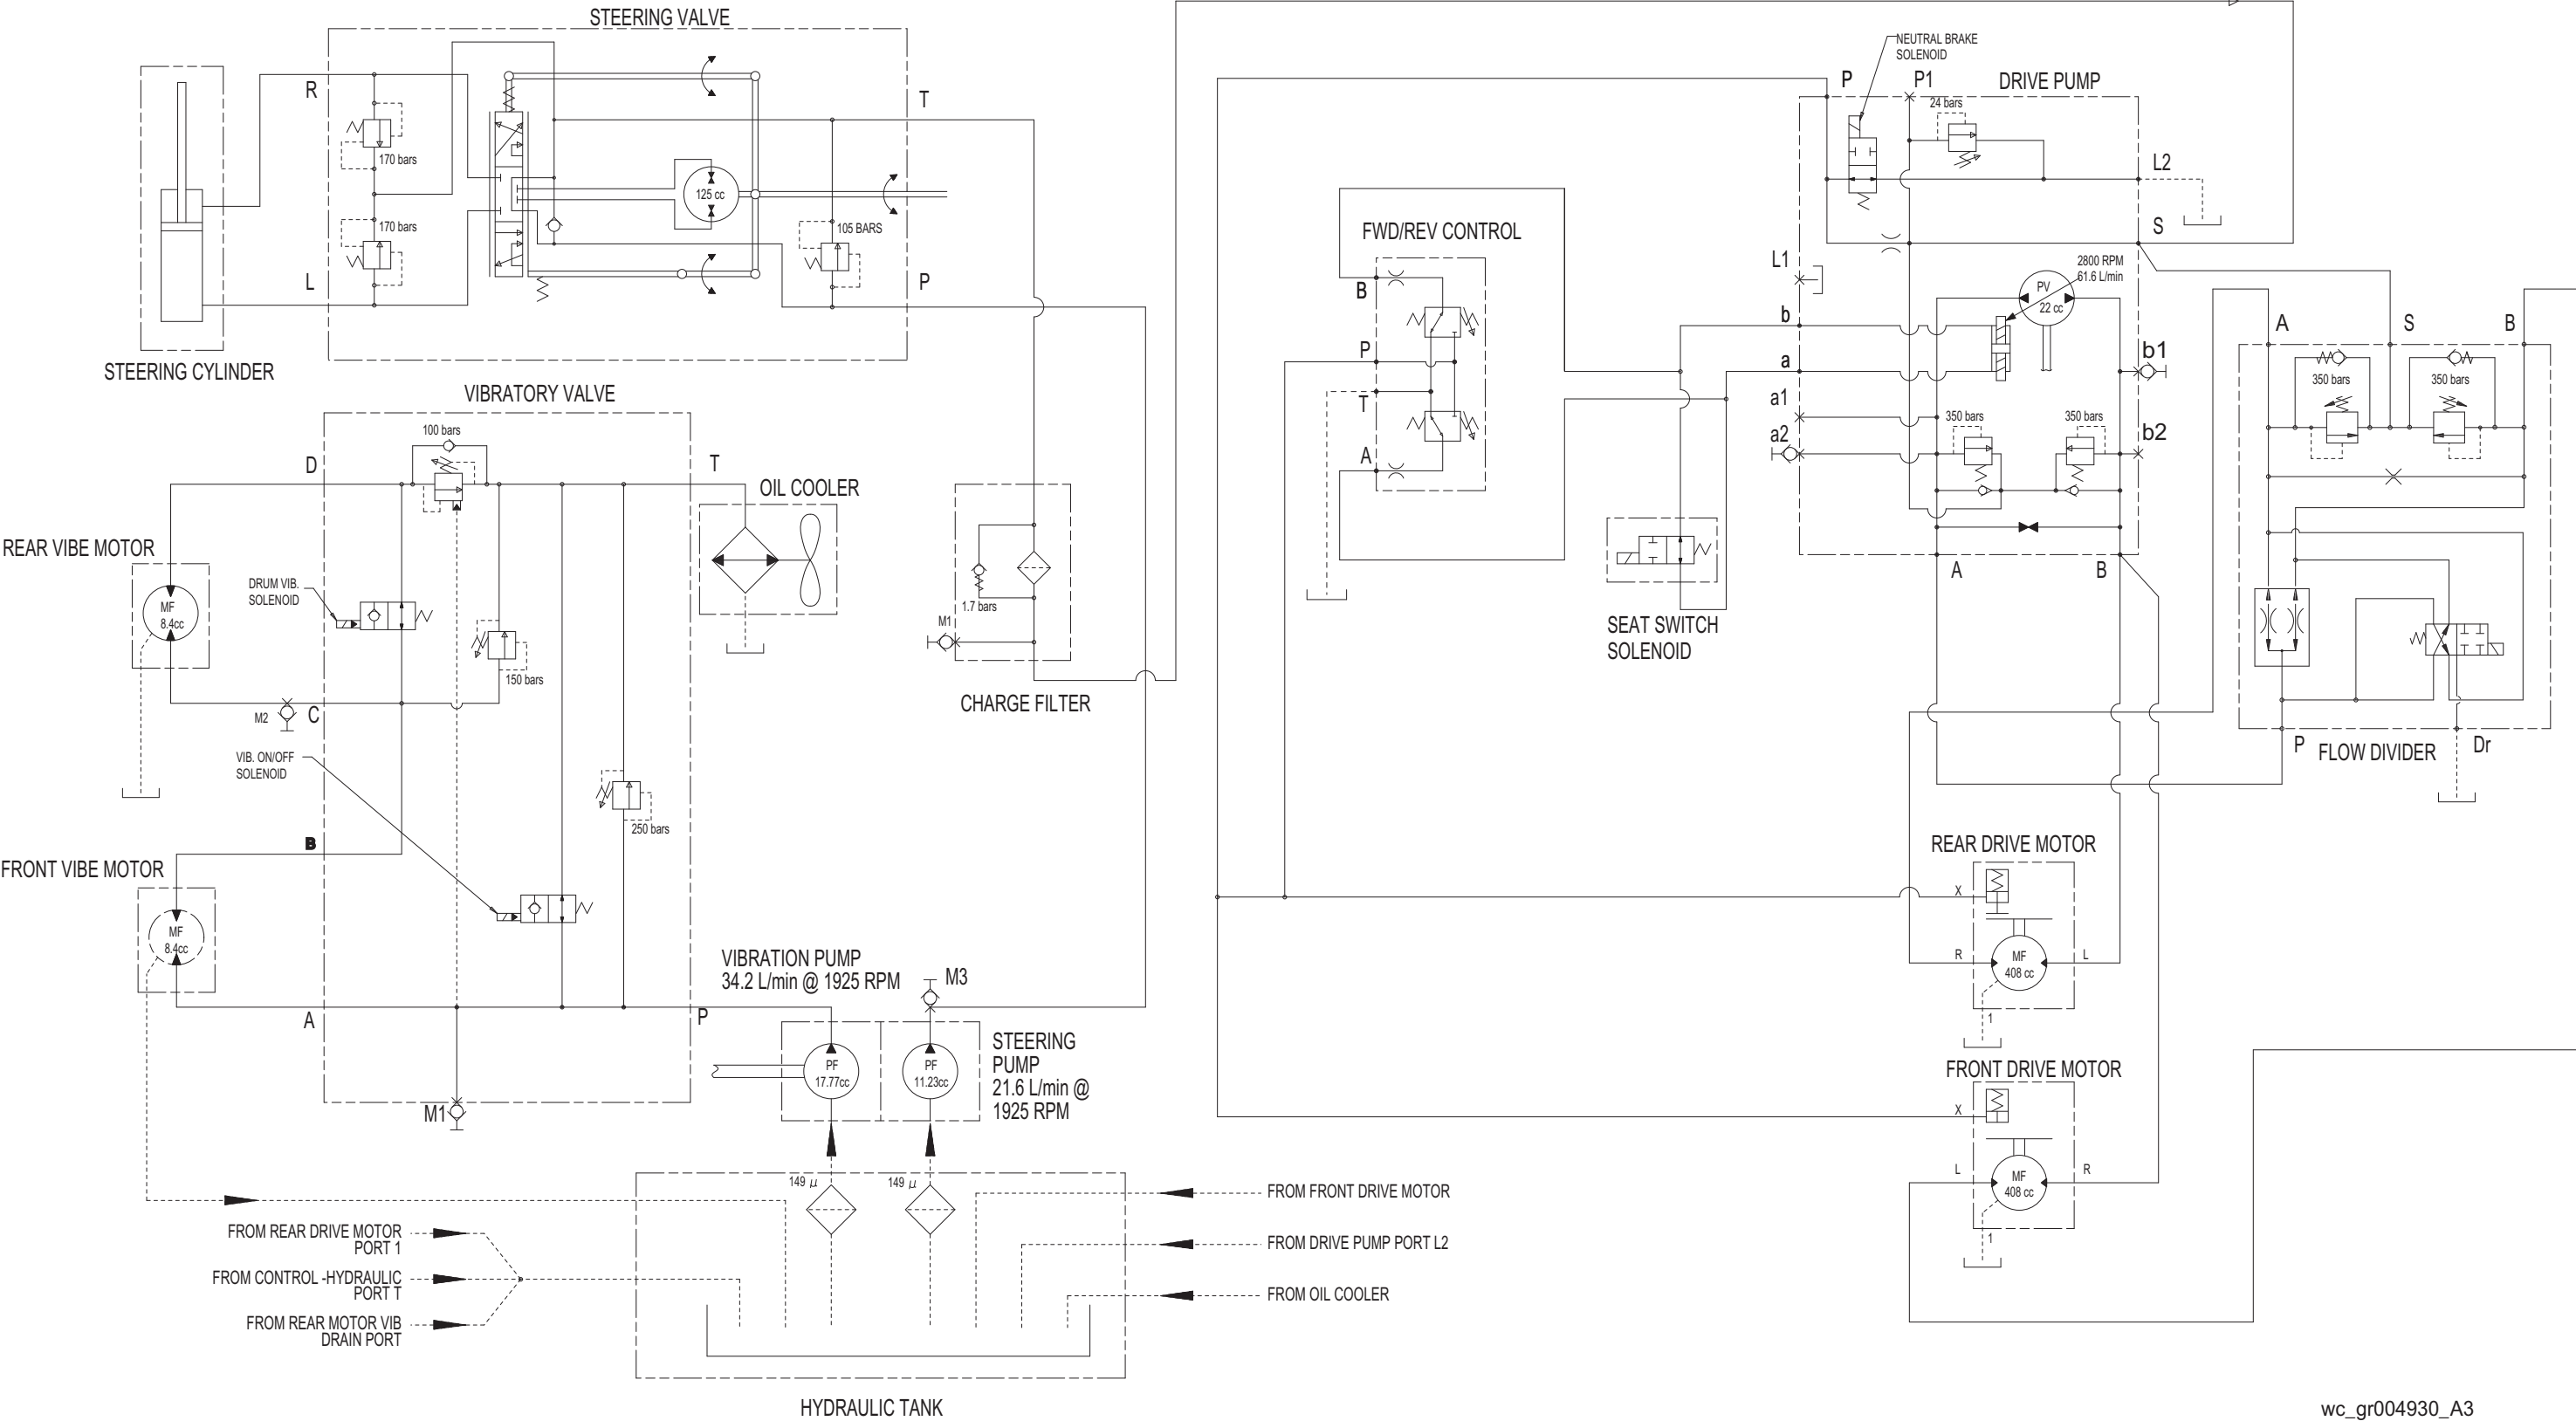 STEERING VALVE
R
L
T
P
170 bars
170 bars
125 cc
105 BARS
STEERING CYLINDER
VIBRATORY VALVE
100 bars
D
T
OIL COOLER
REAR VIBE MOTOR
MF
8.4cc
DRUM VIB.
SOLENOID
150 bars
M2
C
VIB. ON/OFF
SOLENOID
250 bars
B
FRONT VIBE MOTOR
MF
8.4cc
A
P
M1
1.7 bars
M1
CHARGE FILTER
VIBRATION PUMP
34.2 L/min @ 1925 RPM
M3
PF
17.77cc
PF
11.23cc
STEERING
PUMP
21.6 L/min @
1925 RPM
149 μ
149 μ
FROM REAR DRIVE MOTOR
PORT 1
FROM CONTROL -HYDRAULIC
PORT T
FROM REAR MOTOR VIB
DRAIN PORT
FROM FRONT DRIVE MOTOR
FROM DRIVE PUMP PORT L2
FROM OIL COOLER
HYDRAULIC TANK
FWD/REV CONTROL
B
P
T
A
SEAT SWITCH
SOLENOID
NEUTRAL BRAKE
SOLENOID
P
P1
DRIVE PUMP
24 bars
L2
S
L1
2800 RPM
61.6 L/min
PV
22 cc
b
a
a1
a2
b1
b2
350 bars
350 bars
A
B
A
S
B
350 bars
350 bars
P
FLOW DIVIDER
Dr
REAR DRIVE MOTOR
X
R
MF
408 cc
L
1
FRONT DRIVE MOTOR
X
L
MF
408 cc
R
1
wc_gr004930_A3